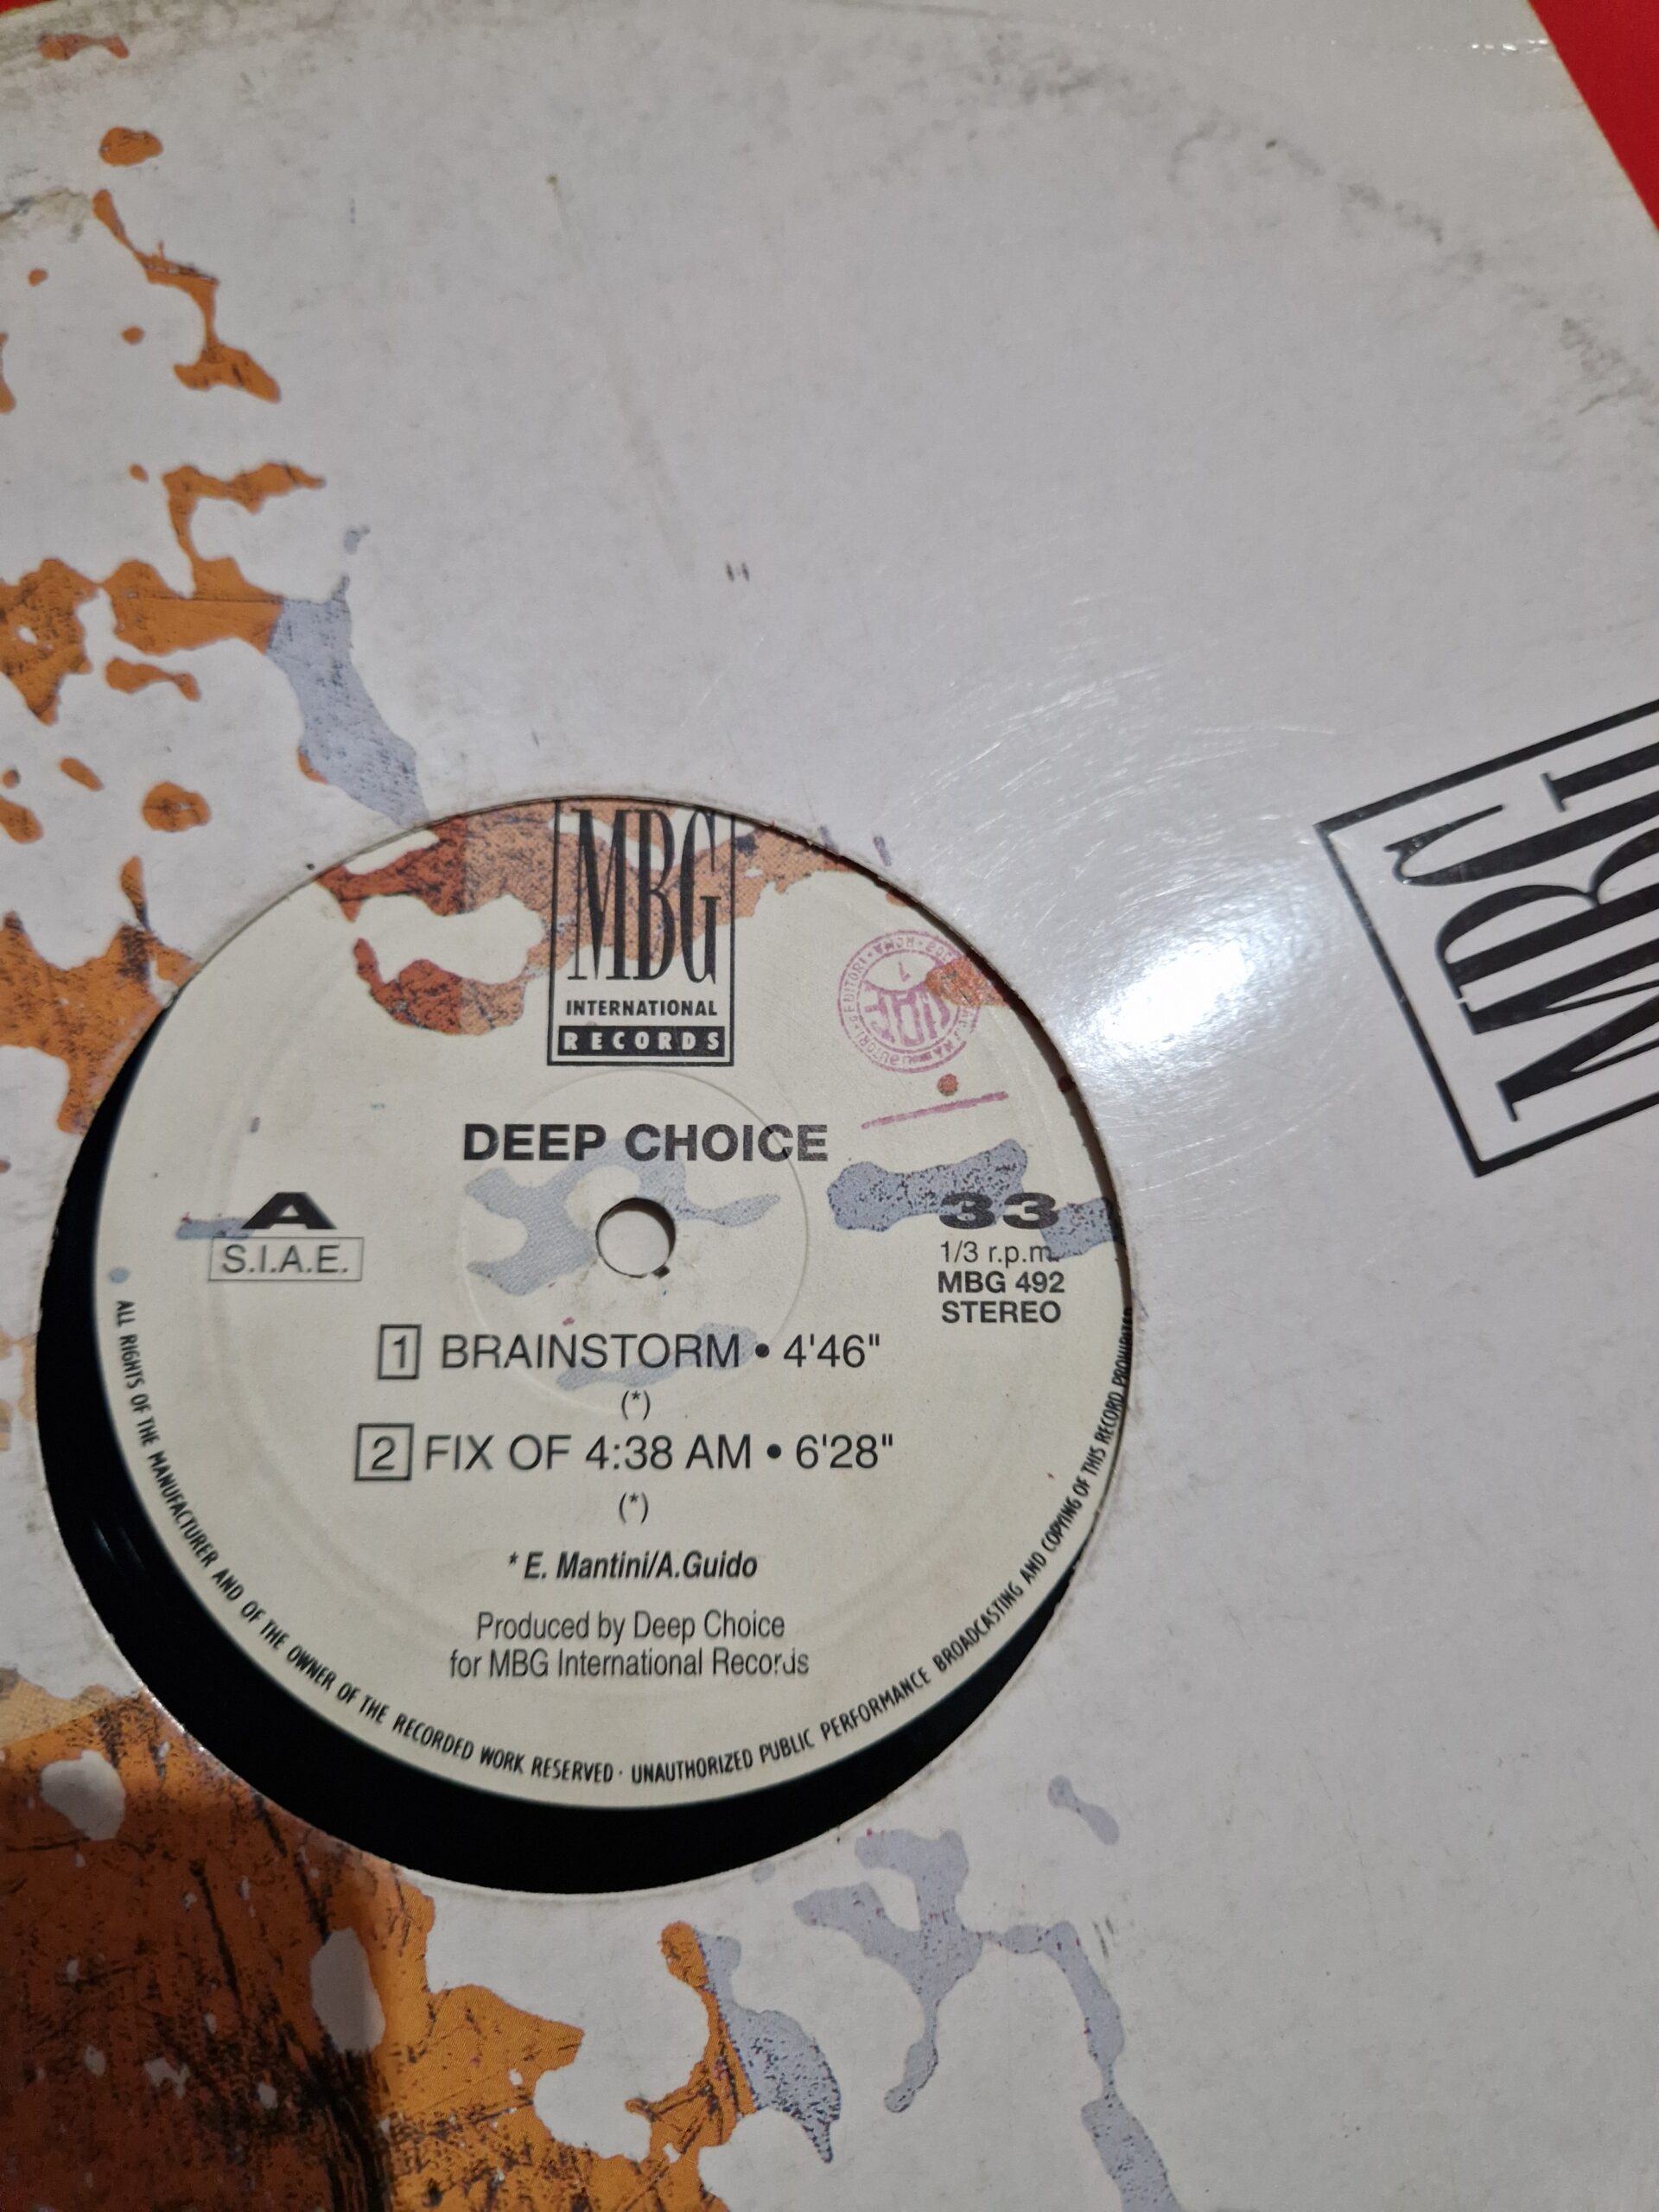 MBG
INTERNATIONAL
RECORDS
DEEP CHOICE
A
S.I.A.E.
33
1/3 r.p.m.
MBG 492
STEREO
1 BRAINSTORM • 4'46"
(*)
2 FIX OF 4:38 AM • 6'28"
(*)
* E. Mantini/A.Guido
Produced by Deep Choice
for MBG International Records
ALL RIGHTS OF THE MANUFACTURER AND OF THE OWNER OF THE RECORDED WORK RESERVED · UNAUTHORIZED PUBLIC PERFORMANCE BROADCASTING AND COPYING OF THIS RECORD PROHIBITED
MBG